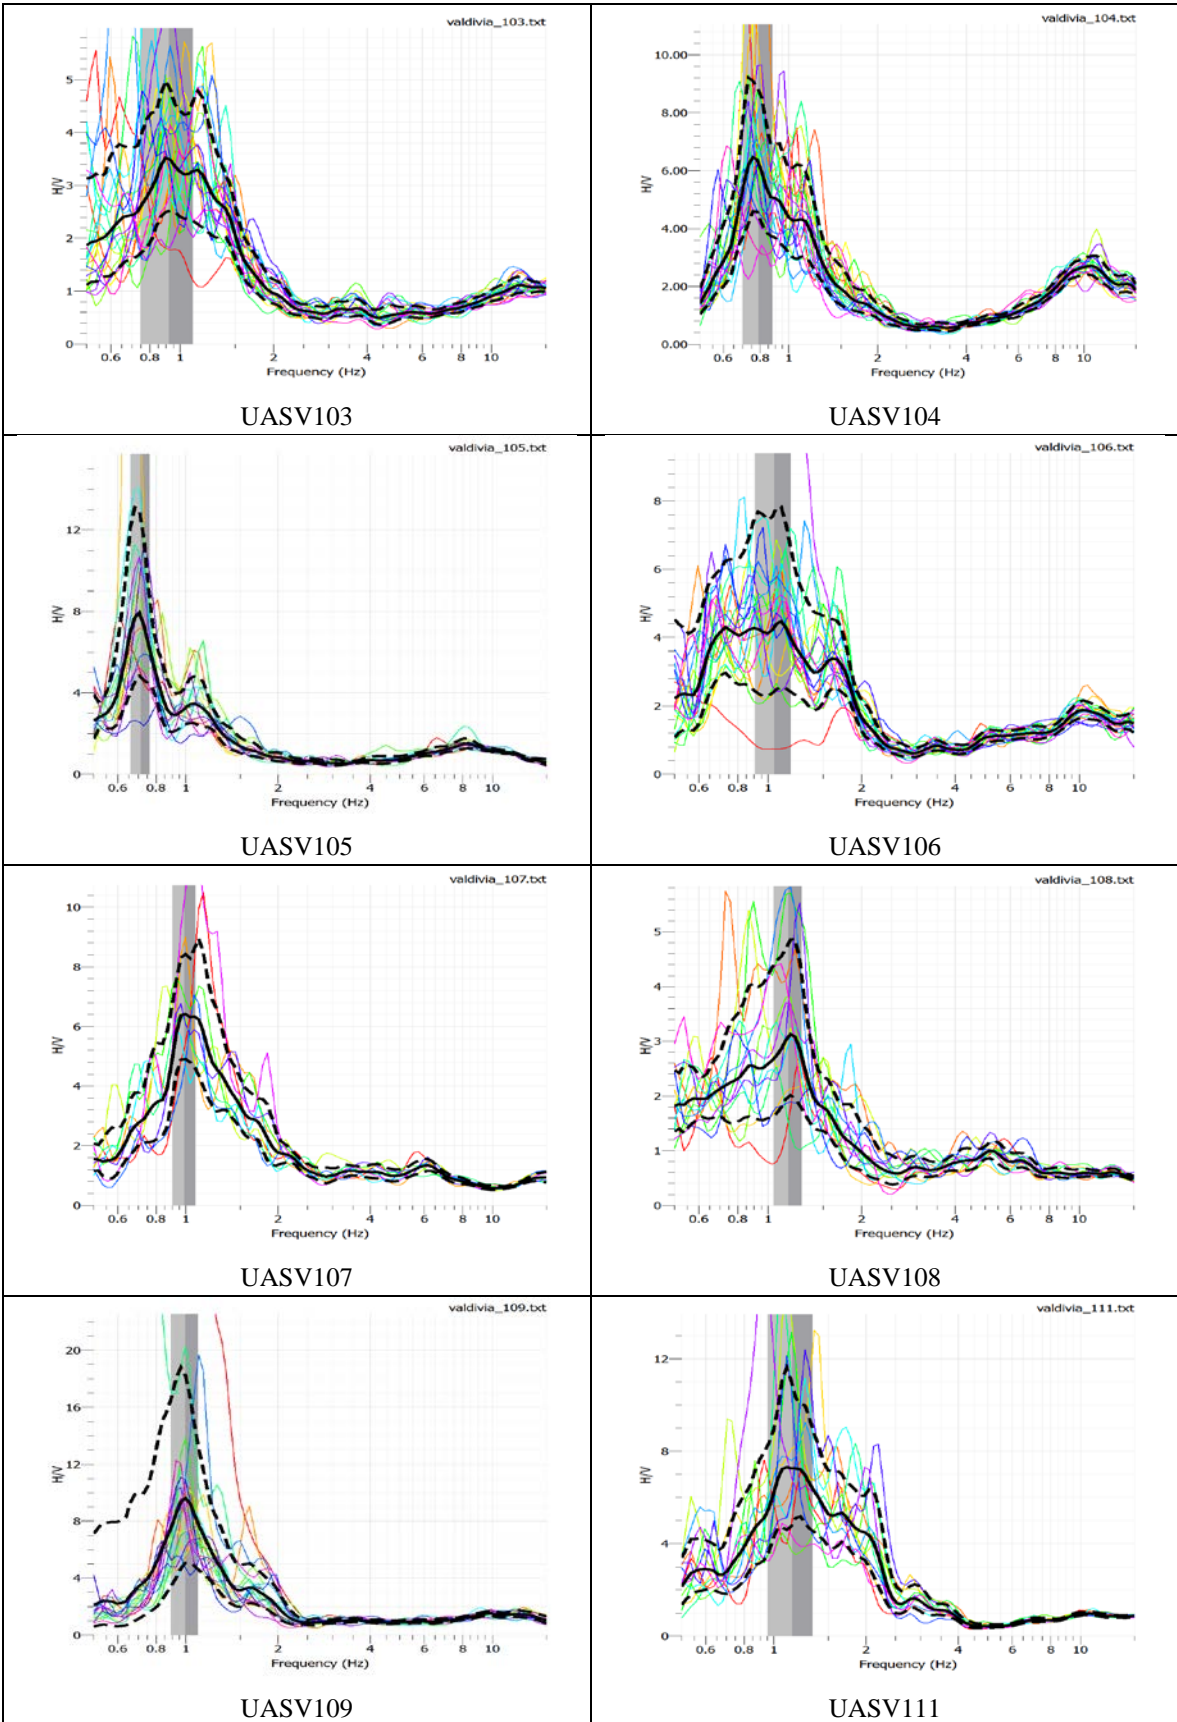 valdivia_103.txt
5
4
3
2
1
0
H/V
0.6 0.8 1 2 4 6 8 10
Frequency (Hz)
UASV103
valdivia_104.txt
10.00
8.00
6.00
4.00
2.00
0.00
H/V
0.6 0.8 1 2 4 6 8 10
Frequency (Hz)
UASV104
valdivia_105.txt
12
8
4
0
H/V
0.6 0.8 1 2 4 6 8 10
Frequency (Hz)
UASV105
valdivia_106.txt
8
6
4
2
0
H/V
0.6 0.8 1 2 4 6 8 10
Frequency (Hz)
UASV106
valdivia_107.txt
10
8
6
4
2
0
H/V
0.6 0.8 1 2 4 6 8 10
Frequency (Hz)
UASV107
valdivia_108.txt
5
4
3
2
1
0
H/V
0.6 0.8 1 2 4 6 8 10
Frequency (Hz)
UASV108
valdivia_109.txt
20
16
12
8
4
0
H/V
0.6 0.8 1 2 4 6 8 10
Frequency (Hz)
UASV109
valdivia_111.txt
12
8
4
0
H/V
0.6 0.8 1 2 4 6 8 10
Frequency (Hz)
UASV111